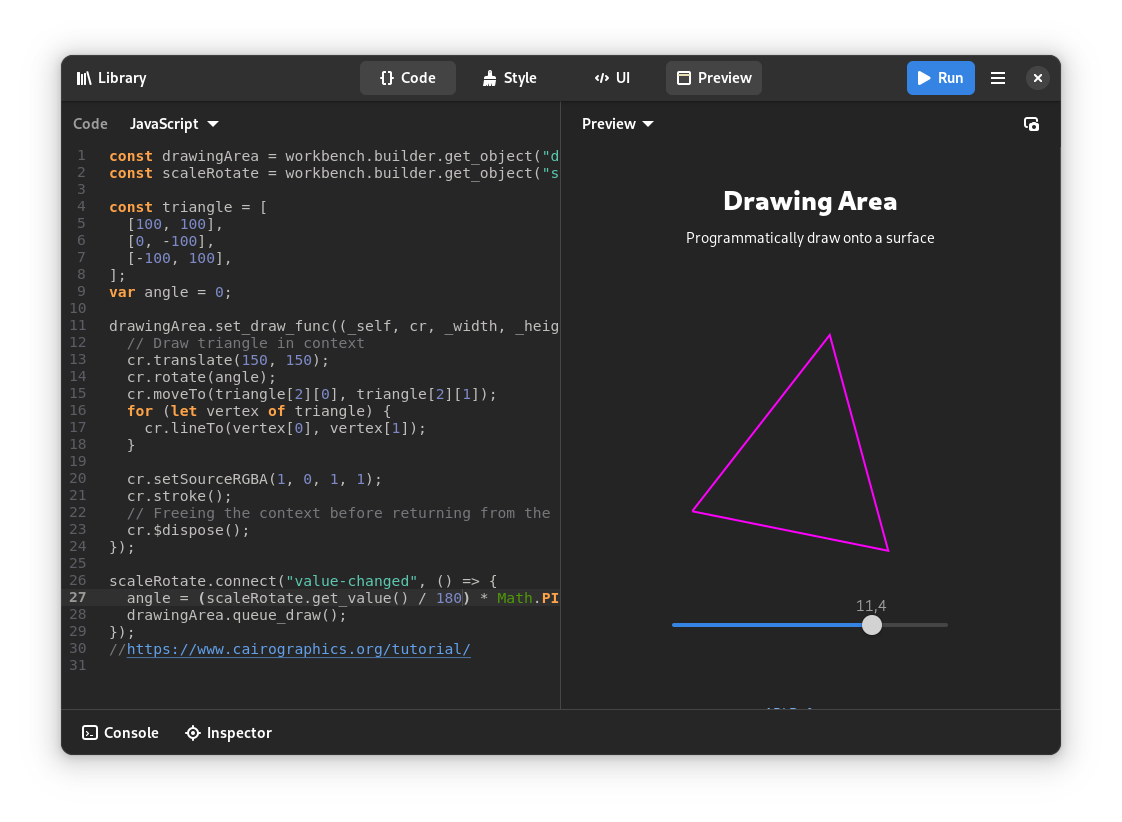 Library
Code
Style
UI
Preview
Run
Code JavaScript
1 const drawingArea = workbench.builder.get_object("d
2 const scaleRotate = workbench.builder.get_object("s
3
4 const triangle = [
5   [100, 100],
6   [0, -100],
7   [-100, 100],
8 ];
9 var angle = 0;
10
11 drawingArea.set_draw_func((_self, cr, _width, _heig
12   // Draw triangle in context
13   cr.translate(150, 150);
14   cr.rotate(angle);
15   cr.moveTo(triangle[2][0], triangle[2][1]);
16   for (let vertex of triangle) {
17     cr.lineTo(vertex[0], vertex[1]);
18   }
19
20   cr.setSourceRGBA(1, 0, 1, 1);
21   cr.stroke();
22   // Freeing the context before returning from the
23   cr.$dispose();
24 });
25
26 scaleRotate.connect("value-changed", () => {
27   angle = (scaleRotate.get_value() / 180) * Math.PI
28   drawingArea.queue_draw();
29 });
30 //https://www.cairographics.org/tutorial/
31
Preview
Drawing Area
Programmatically draw onto a surface
11,4
Console
Inspector